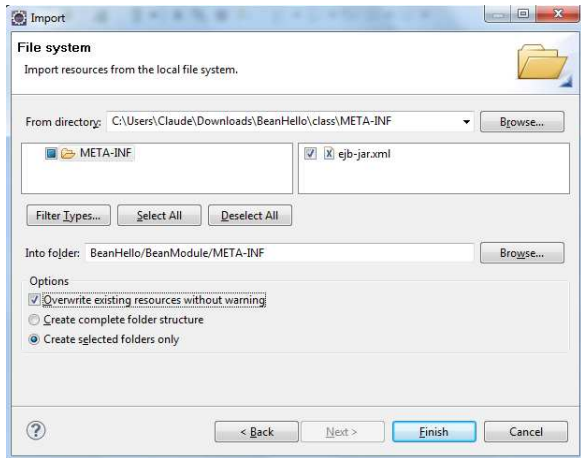 Import
File system
Import resources from the local file system.
From directory: C:\Users\Claude\Downloads\BeanHello\class\META-INF
Browse...
META-INF
ejb-jar.xml
Filter Types...
Select All
Deselect All
Into folder: BeanHello/BeanModule/META-INF
Browse...
Options
Overwrite existing resources without warning
Create complete folder structure
Create selected folders only
?
< Back
Next >
Finish
Cancel